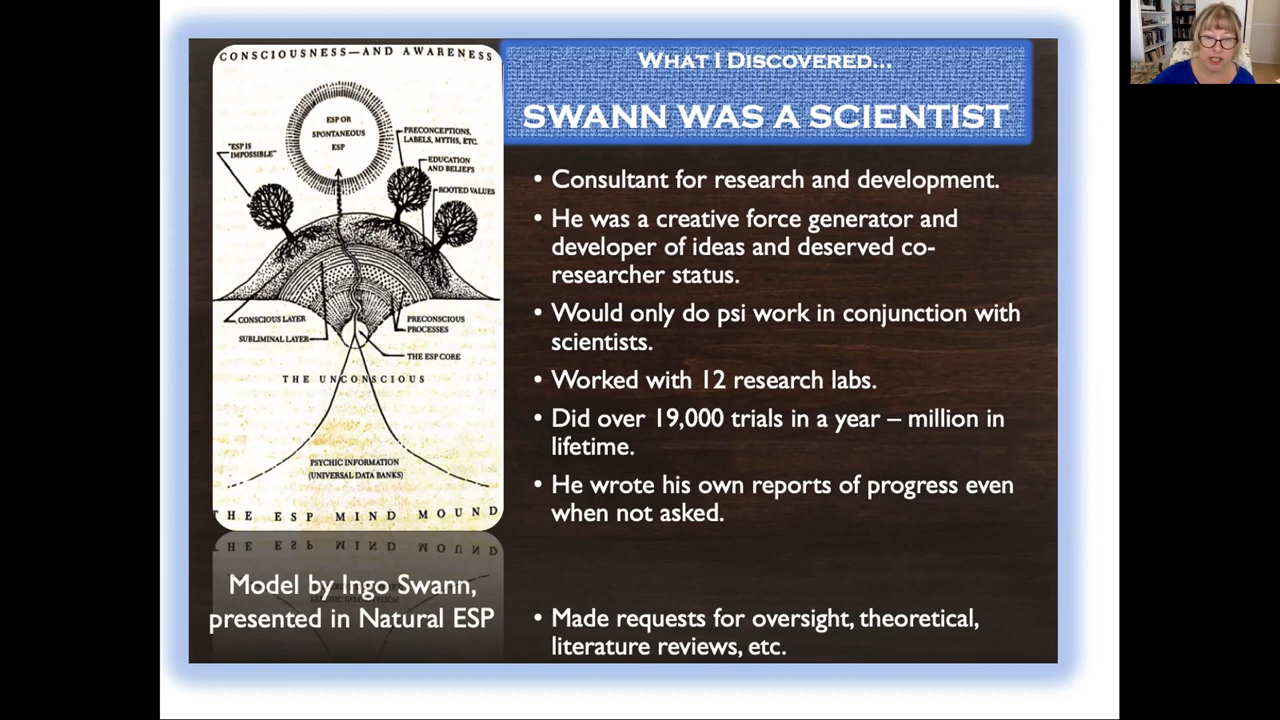 CONSCIOUSNESS—AND AWARENESS
ESP OR
SPONTANEOUS
ESP
"ESP IS
IMPOSSIBLE"
PRECONCEPTIONS,
LABELS, MYTHS, ETC.
EDUCATION
AND BELIEFS
ROOTED VALUES
CONSCIOUS LAYER
SUBLIMINAL LAYER
PRECONSCIOUS
PROCESSES
THE ESP CORE
THE UNCONSCIOUS
PSYCHIC INFORMATION
(UNIVERSAL DATA BANKS)
THE ESP MIND MOUND
Model by Ingo Swann,
presented in Natural ESP
WHAT I DISCOVERED...
SWANN WAS A SCIENTIST
• Consultant for research and development.
• He was a creative force generator and
developer of ideas and deserved co-
researcher status.
• Would only do psi work in conjunction with
scientists.
• Worked with 12 research labs.
• Did over 19,000 trials in a year – million in
lifetime.
• He wrote his own reports of progress even
when not asked.
• Made requests for oversight, theoretical,
literature reviews, etc.